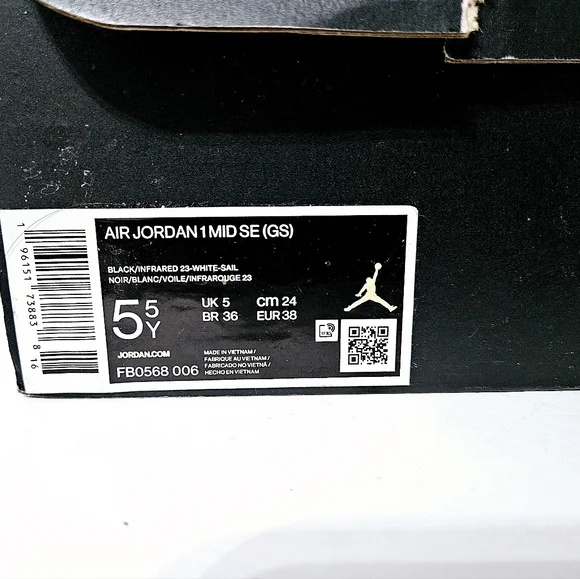 AIR JORDAN 1 MID SE (GS)
BLACK/INFRARED 23-WHITE-SAIL
NOIR/BLANC/VOILE/INFRAROUGE 23
5 5Y
UK 5 cm 24
BR 36 EUR 38
JORDAN.COM
FB0568 006
MADE IN VIETNAM /
FABRIQUE AU VIETNAM /
FABRICADO NO VIETNÃ /
HECHO EN VIETNAM
1 96151 73883 8 16